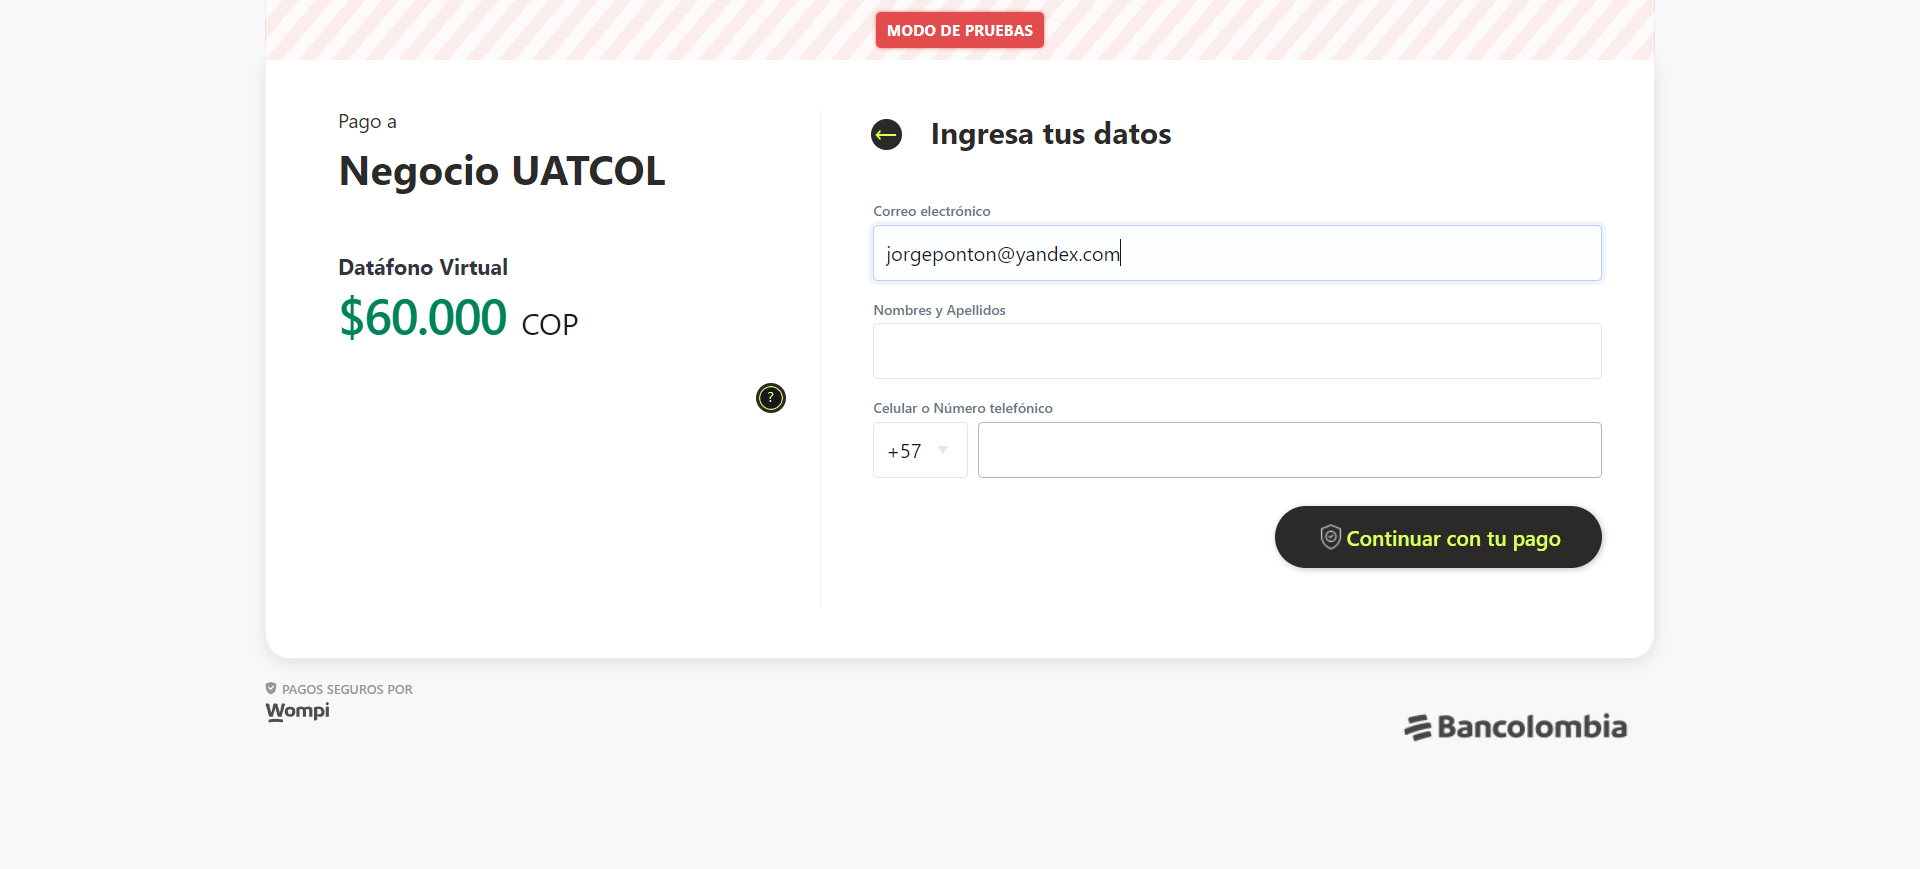 MODO DE PRUEBAS
Pago a
Negocio UATCOL
Datáfono Virtual
$60.000 COP
?
Ingresa tus datos
Correo electrónico
jorgeponton@yandex.com
Nombres y Apellidos
Celular o Número telefónico
+57
Continuar con tu pago
PAGOS SEGUROS POR
Wompi
Bancolombia